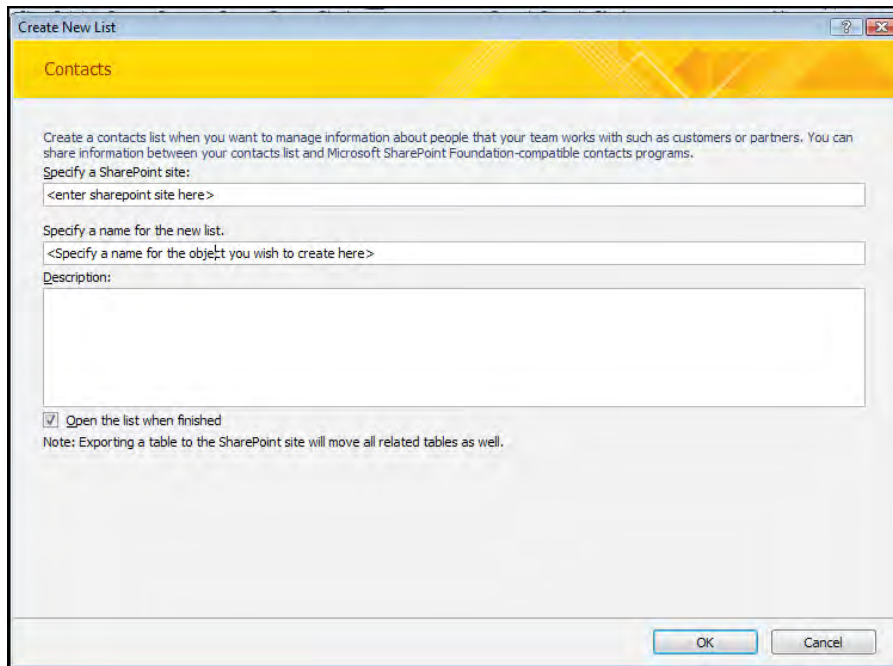 Create New List
Contacts
Create a contacts list when you want to manage information about people that your team works with such as customers or partners. You can
share information between your contacts list and Microsoft SharePoint Foundation-compatible contacts programs.
Specify a SharePoint site:
<enter sharepoint site here>
Specify a name for the new list.
<Specify a name for the object you wish to create here>
Description:
Open the list when finished
Note: Exporting a table to the SharePoint site will move all related tables as well.
OK
Cancel